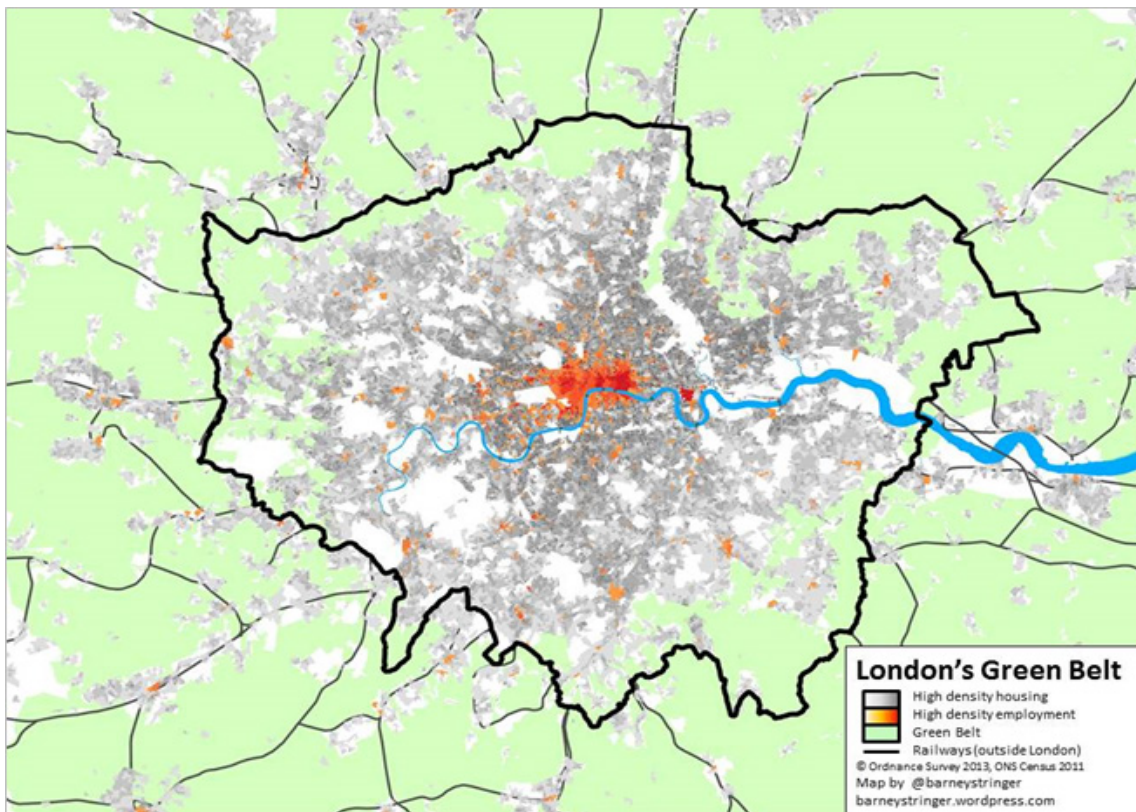 London's Green Belt
High density housing
High density employment
Green Belt
Railways (outside London)
© Ordnance Survey 2013, ONS Census 2011
Map by @barneystringer
barneystringer.wordpress.com